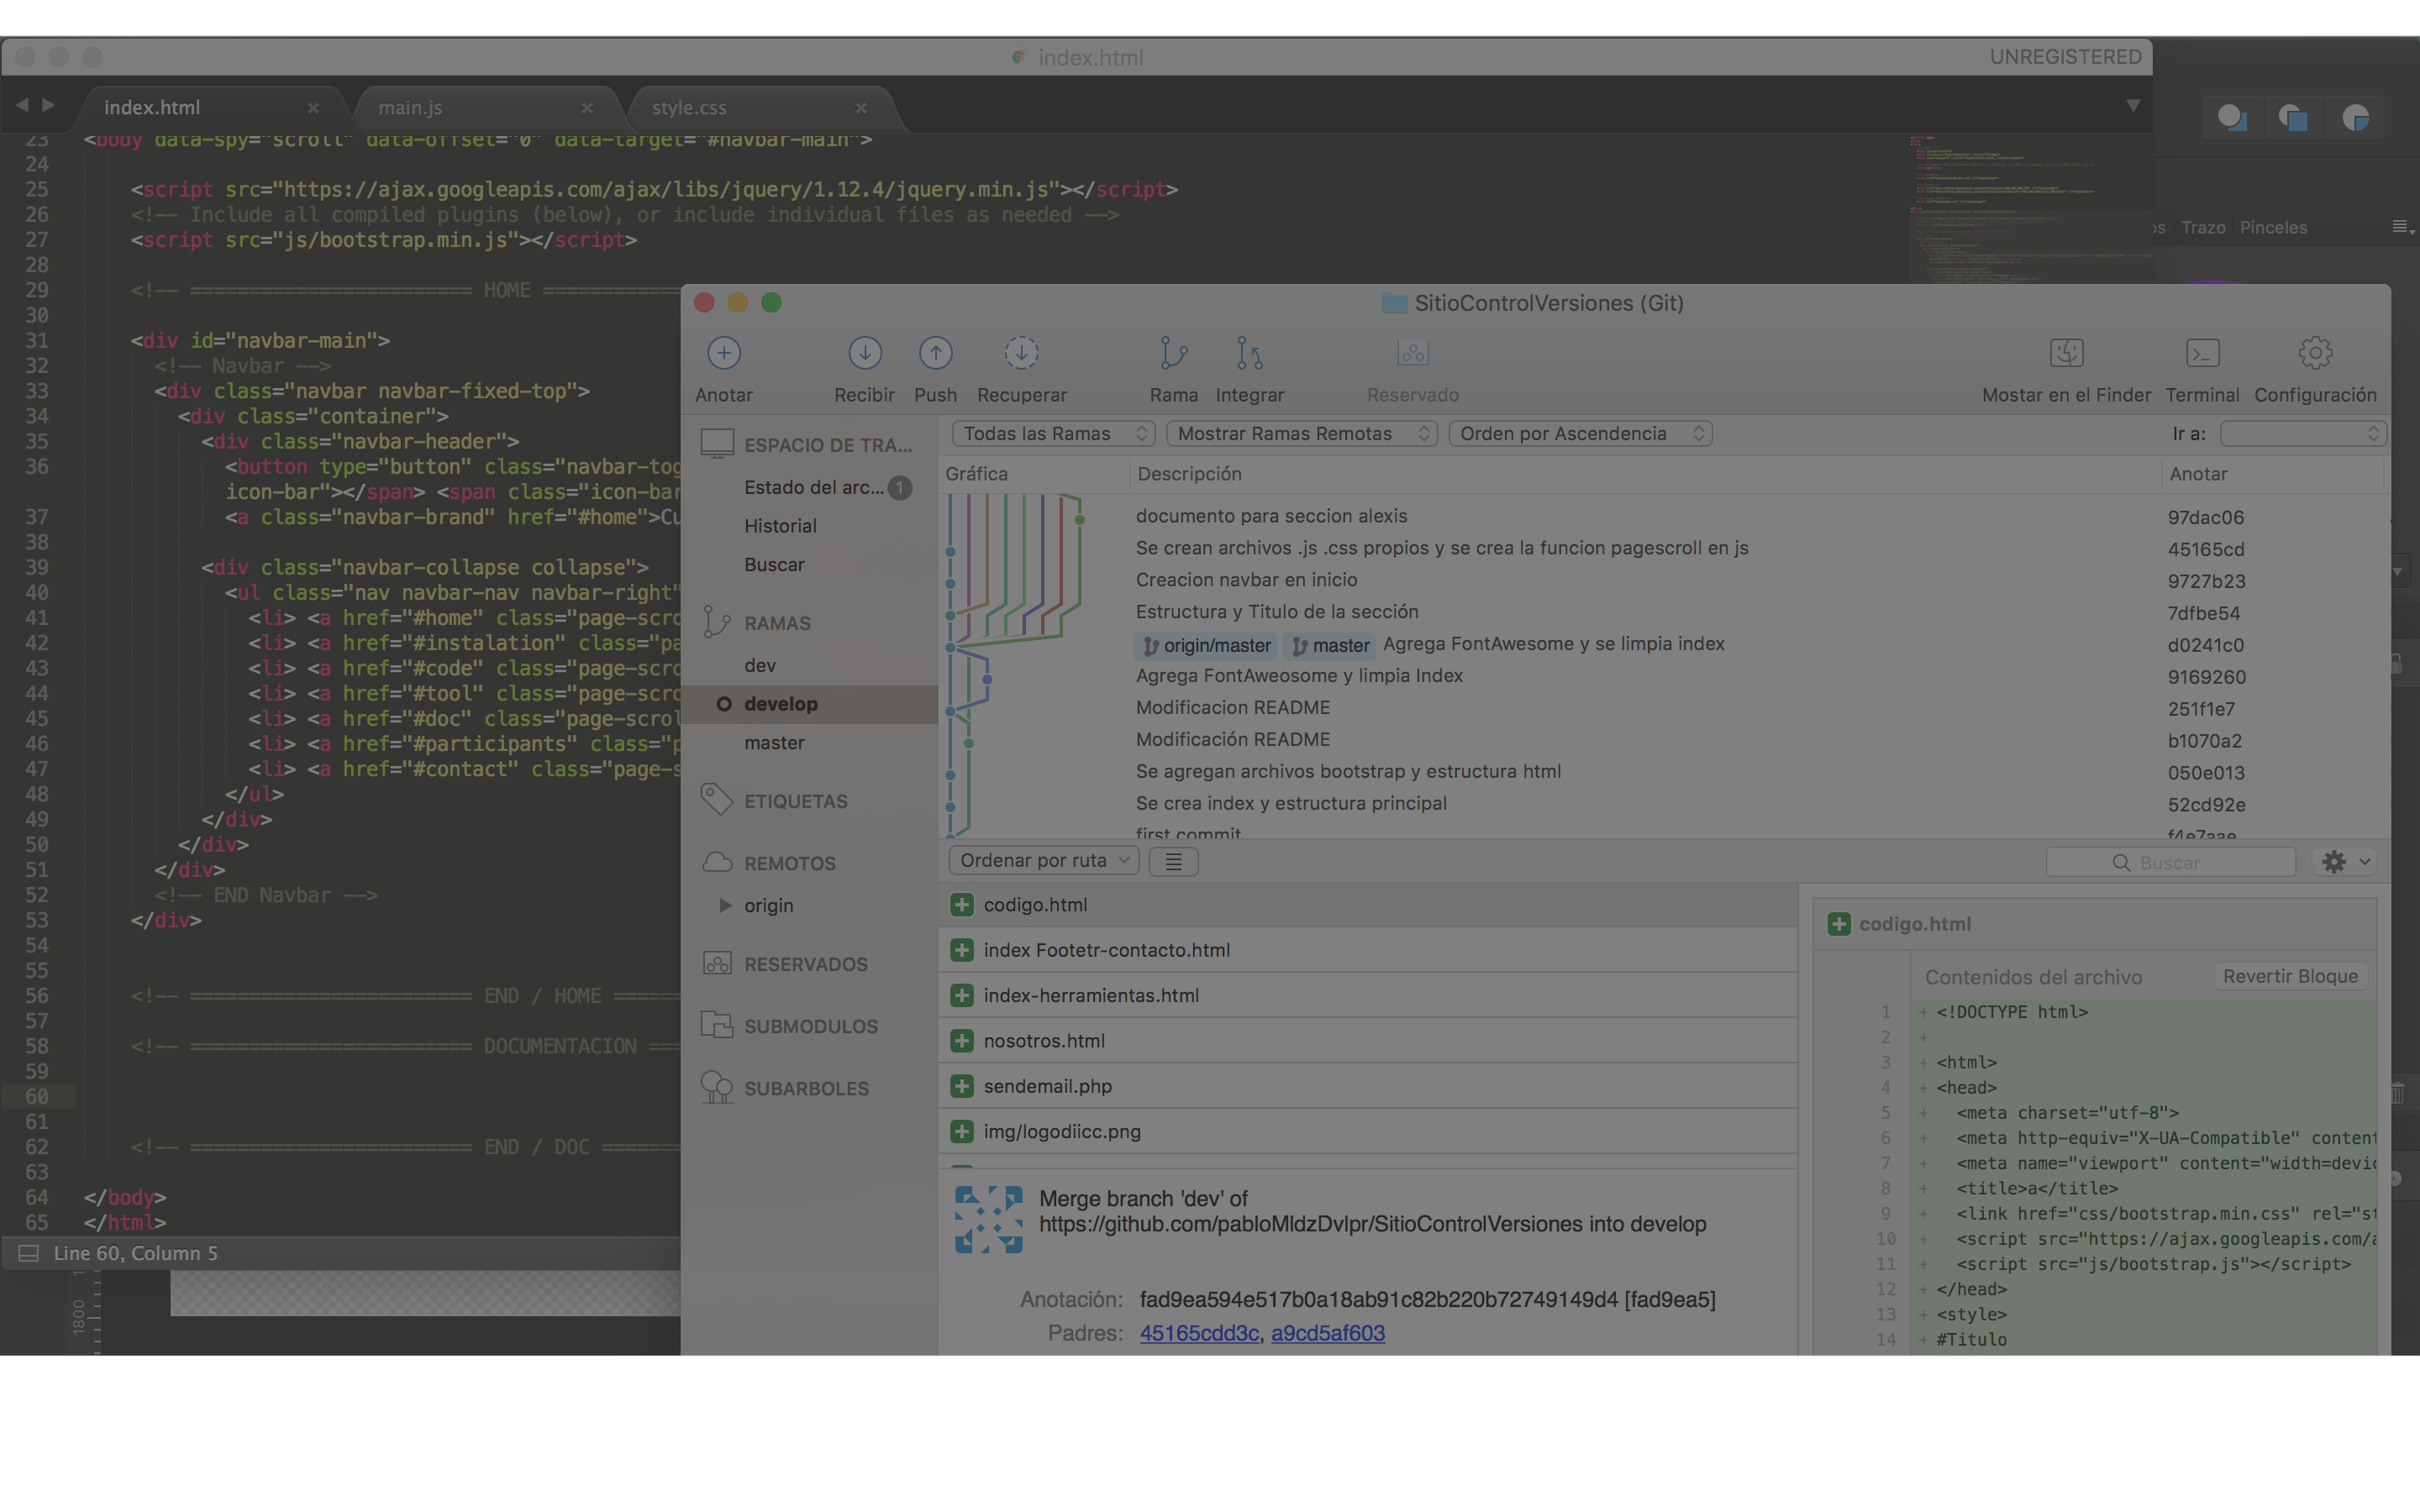 index.html
UNREGISTERED
index.html
main.js
style.css
23 <body data-spy="scroll" data-offset="0" data-target="#navbar-main">
24
25 <script src="https://ajax.googleapis.com/ajax/libs/jquery/1.12.4/jquery.min.js"></script>
26 <!-- Include all compiled plugins (below), or include individual files as needed -->
27 <script src="js/bootstrap.min.js"></script>
28
29 <!-- ======================== HOME ============
30
31 <div id="navbar-main">
32 <!-- Navbar -->
33 <div class="navbar navbar-fixed-top">
34 <div class="container">
35 <div class="navbar-header">
36 <button type="button" class="navbar-tog
icon-bar"></span> <span class="icon-bar
37 <a class="navbar-brand" href="#home">Cu
38
39 <div class="navbar-collapse collapse">
40 <ul class="nav navbar-nav navbar-right"
41 <li> <a href="#home" class="page-scro
42 <li> <a href="#instalation" class="pa
43 <li> <a href="#code" class="page-scro
44 <li> <a href="#tool" class="page-scro
45 <li> <a href="#doc" class="page-scrol
46 <li> <a href="#participants" class="p
47 <li> <a href="#contact" class="page-s
48 </ul>
49 </div>
50 </div>
51 </div>
52 <!-- END Navbar -->
53 </div>
54
55
56 <!-- ======================== END / HOME ======
57
58 <!-- ======================== DOCUMENTACION ===
59
60
61
62 <!-- ======================== END / DOC =======
63
64 </body>
65 </html>
Line 60, Column 5
1800
os Trazo Pinceles
SitioControlVersiones (Git)
Anotar Recibir Push Recuperar Rama Integrar Reservado Mostar en el Finder Terminal Configuración
ESPACIO DE TRA...
Estado del arc... 1
Historial
Buscar
RAMAS
dev
develop
master
ETIQUETAS
REMOTOS
origin
RESERVADOS
SUBMODULOS
SUBARBOLES
Todas las Ramas Mostrar Ramas Remotas Orden por Ascendencia Ir a:
Gráfica Descripción Anotar
documento para seccion alexis 97dac06
Se crean archivos .js .css propios y se crea la funcion pagescroll en js 45165cd
Creacion navbar en inicio 9727b23
Estructura y Titulo de la sección 7dfbe54
origin/master master Agrega FontAwesome y se limpia index d0241c0
Agrega FontAweosome y limpia Index 9169260
Modificacion README 251f1e7
Modificación README b1070a2
Se agregan archivos bootstrap y estructura html 050e013
Se crea index y estructura principal 52cd92e
first commit f4e7aae
Ordenar por ruta Buscar
codigo.html
index Footetr-contacto.html
index-herramientas.html
nosotros.html
sendemail.php
img/logodiicc.png
Merge branch 'dev' of
https://github.com/pabloMldzDvlpr/SitioControlVersiones into develop
Anotación: fad9ea594e517b0a18ab91c82b220b72749149d4 [fad9ea5]
Padres: 45165cdd3c, a9cd5af603
codigo.html
Contenidos del archivo Revertir Bloque
1 + <!DOCTYPE html>
2 +
3 + <html>
4 + <head>
5 + <meta charset="utf-8">
6 + <meta http-equiv="X-UA-Compatible" content
7 + <meta name="viewport" content="width=devic
8 + <title>a</title>
9 + <link href="css/bootstrap.min.css" rel="st
10 + <script src="https://ajax.googleapis.com/a
11 + <script src="js/bootstrap.js"></script>
12 + </head>
13 + <style>
14 + #Titulo